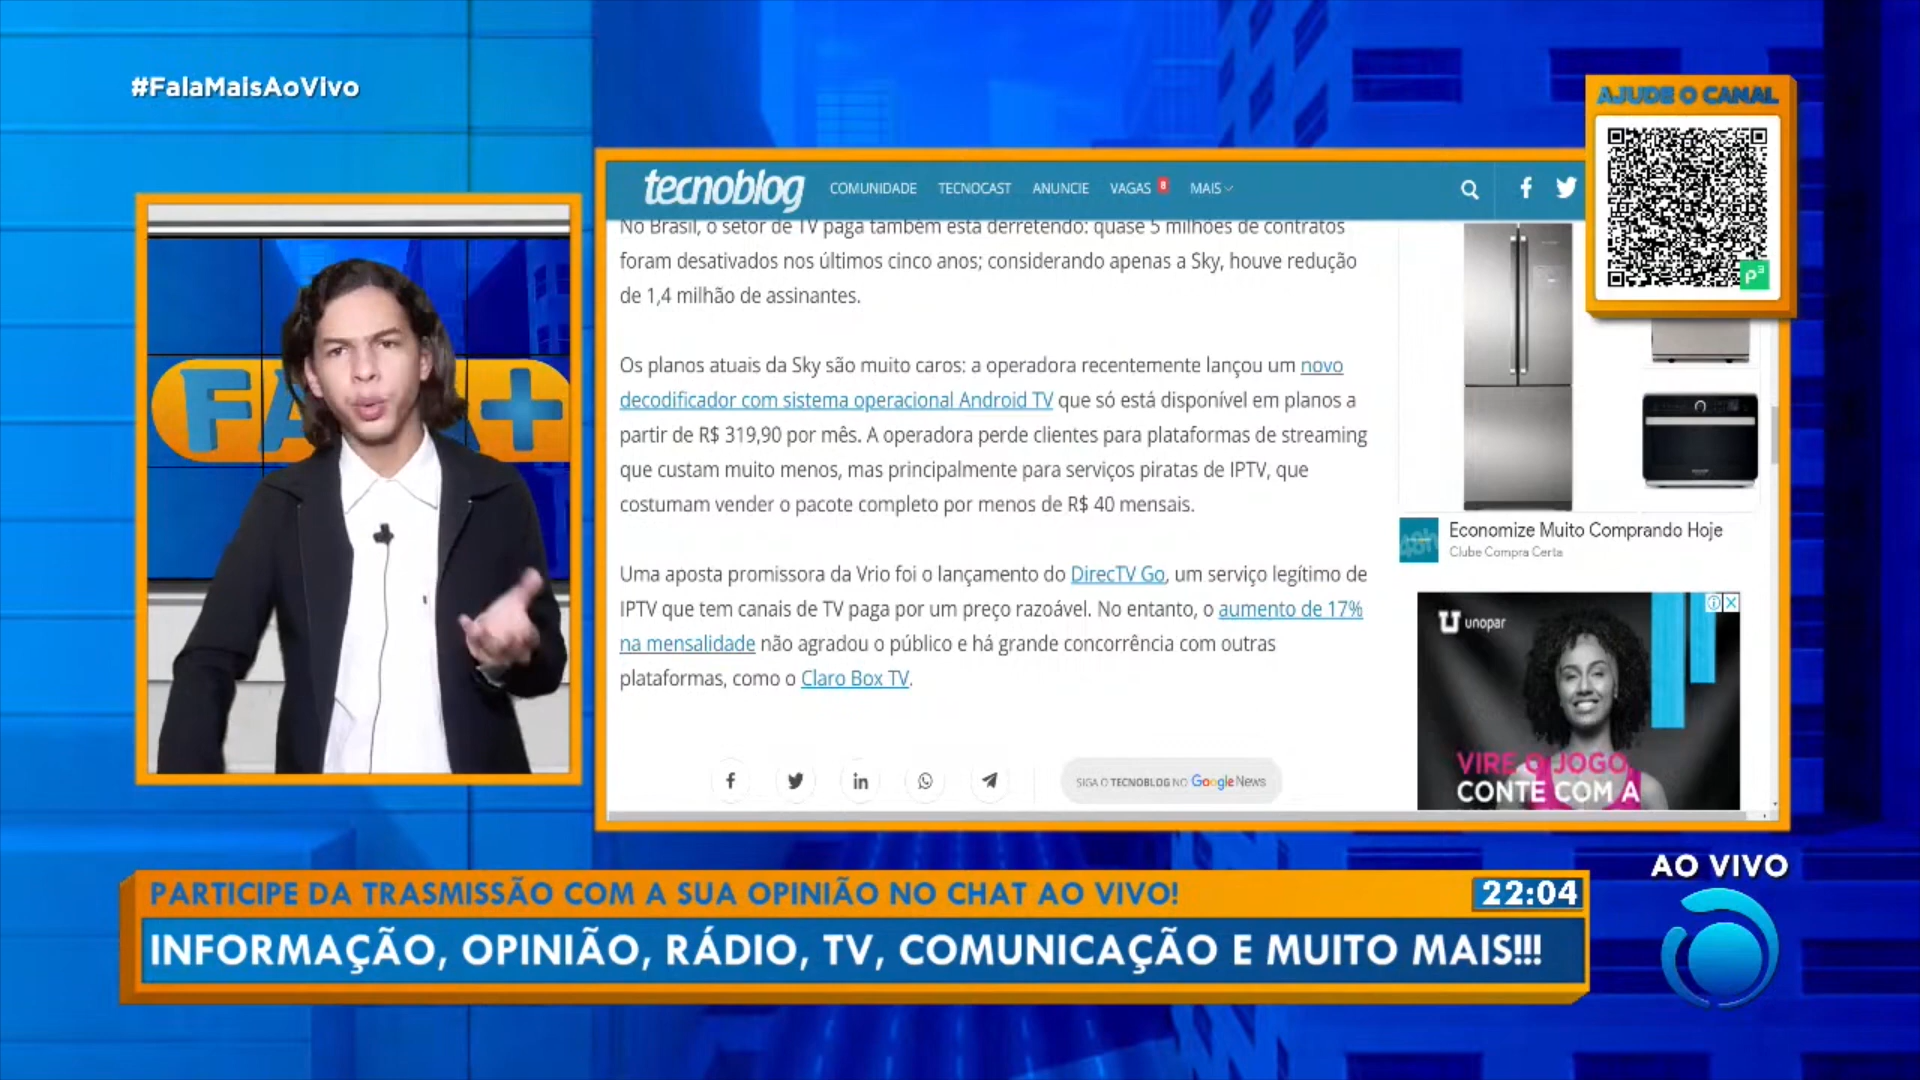 #FalaMaisAoVivo
AJUDE O CANAL
tecnoblog
COMUNIDADE TECNOCAST ANUNCIE VAGAS 8 MAIS
No Brasil, o setor de TV paga também está derretendo: quase 5 milhões de contratos
foram desativados nos últimos cinco anos; considerando apenas a Sky, houve redução
de 1,4 milhão de assinantes.
Os planos atuais da Sky são muito caros: a operadora recentemente lançou um novo
decodificador com sistema operacional Android TV que só está disponível em planos a
partir de R$ 319,90 por mês. A operadora perde clientes para plataformas de streaming
que custam muito menos, mas principalmente para serviços piratas de IPTV, que
costumam vender o pacote completo por menos de R$ 40 mensais.
Uma aposta promissora da Vrio foi o lançamento do DirecTV Go, um serviço legítimo de
IPTV que tem canais de TV paga por um preço razoável. No entanto, o aumento de 17%
na mensalidade não agradou o público e há grande concorrência com outras
plataformas, como o Claro Box TV.
SIGA O TECNOBLOG NO Google News
48h
Economize Muito Comprando Hoje
Clube Compra Certa
unopar
VIRE O JOGO,
CONTE COM A
FALA+
PARTICIPE DA TRASMISSÃO COM A SUA OPINIÃO NO CHAT AO VIVO!
22:04
INFORMAÇÃO, OPINIÃO, RÁDIO, TV, COMUNICAÇÃO E MUITO MAIS!!!
AO VIVO